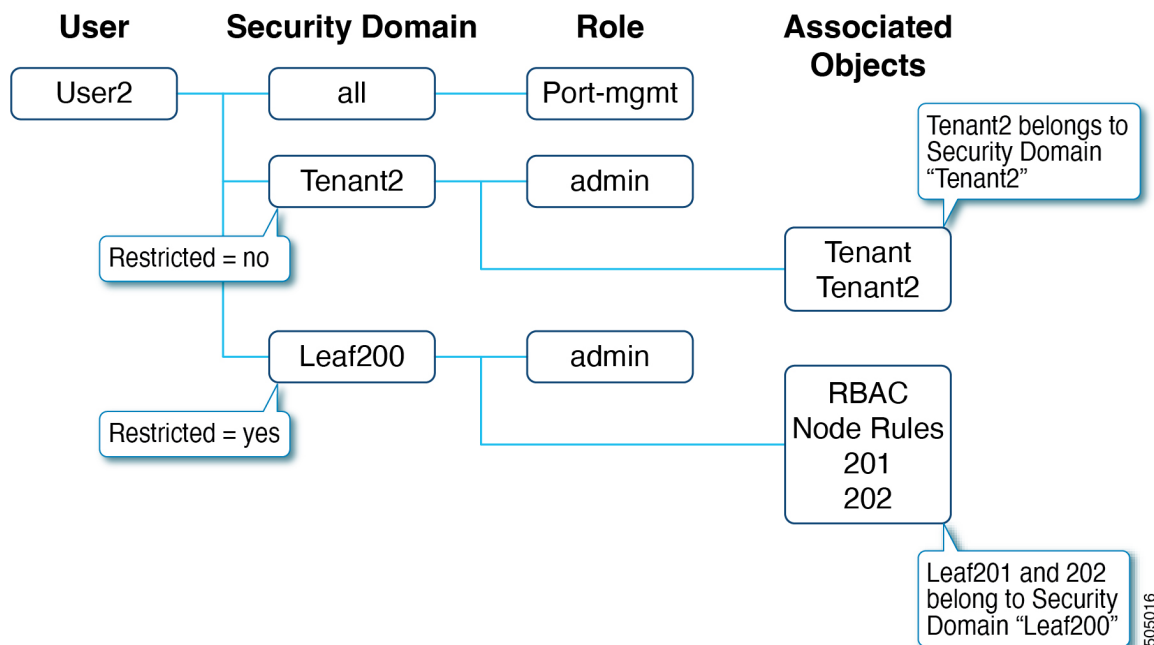 User
Security Domain
Role
Associated
Objects
User2
all
Port-mgmt
Tenant2 belongs to
Security Domain
“Tenant2”
Tenant2
admin
Restricted = no
Tenant
Tenant2
Leaf200
admin
Restricted = yes
RBAC
Node Rules
201
202
Leaf201 and 202
belong to Security
Domain “Leaf200”
505016